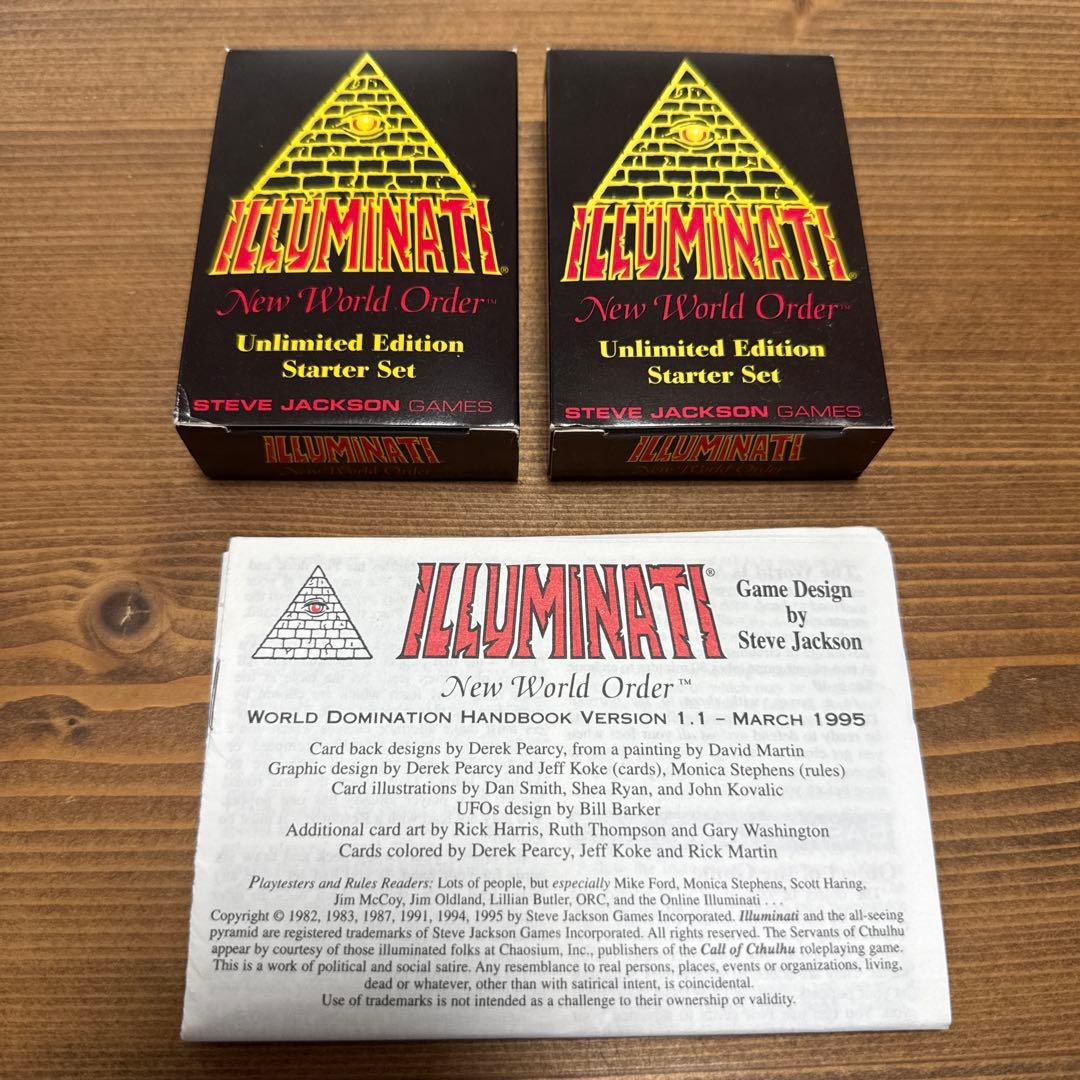 ILLUMINATI®
New World Order™
Unlimited Edition
Starter Set
STEVE JACKSON GAMES
ILLUMINATI
New World Order
ILLUMINATI®
New World Order™
Unlimited Edition
Starter Set
STEVE JACKSON GAMES
ILLUMINATI
New World Order
ILLUMINATI®
Game Design
by
Steve Jackson
New World Order™
WORLD DOMINATION HANDBOOK VERSION 1.1 – MARCH 1995
Card back designs by Derek Pearcy, from a painting by David Martin
Graphic design by Derek Pearcy and Jeff Koke (cards), Monica Stephens (rules)
Card illustrations by Dan Smith, Shea Ryan, and John Kovalic
UFOs design by Bill Barker
Additional card art by Rick Harris, Ruth Thompson and Gary Washington
Cards colored by Derek Pearcy, Jeff Koke and Rick Martin
Playtesters and Rules Readers: Lots of people, but especially Mike Ford, Monica Stephens, Scott Haring,
Jim McCoy, Jim Oldland, Lillian Butler, ORC, and the Online Illuminati . . .
Copyright © 1982, 1983, 1987, 1991, 1994, 1995 by Steve Jackson Games Incorporated. Illuminati and the all-seeing
pyramid are registered trademarks of Steve Jackson Games Incorporated. All rights reserved. The Servants of Cthulhu
appear by courtesy of those illuminated folks at Chaosium, Inc., publishers of the Call of Cthulhu roleplaying game.
This is a work of political and social satire. Any resemblance to real persons, places, events or organizations, living,
dead or whatever, other than with satirical intent, is coincidental.
Use of trademarks is not intended as a challenge to their ownership or validity.